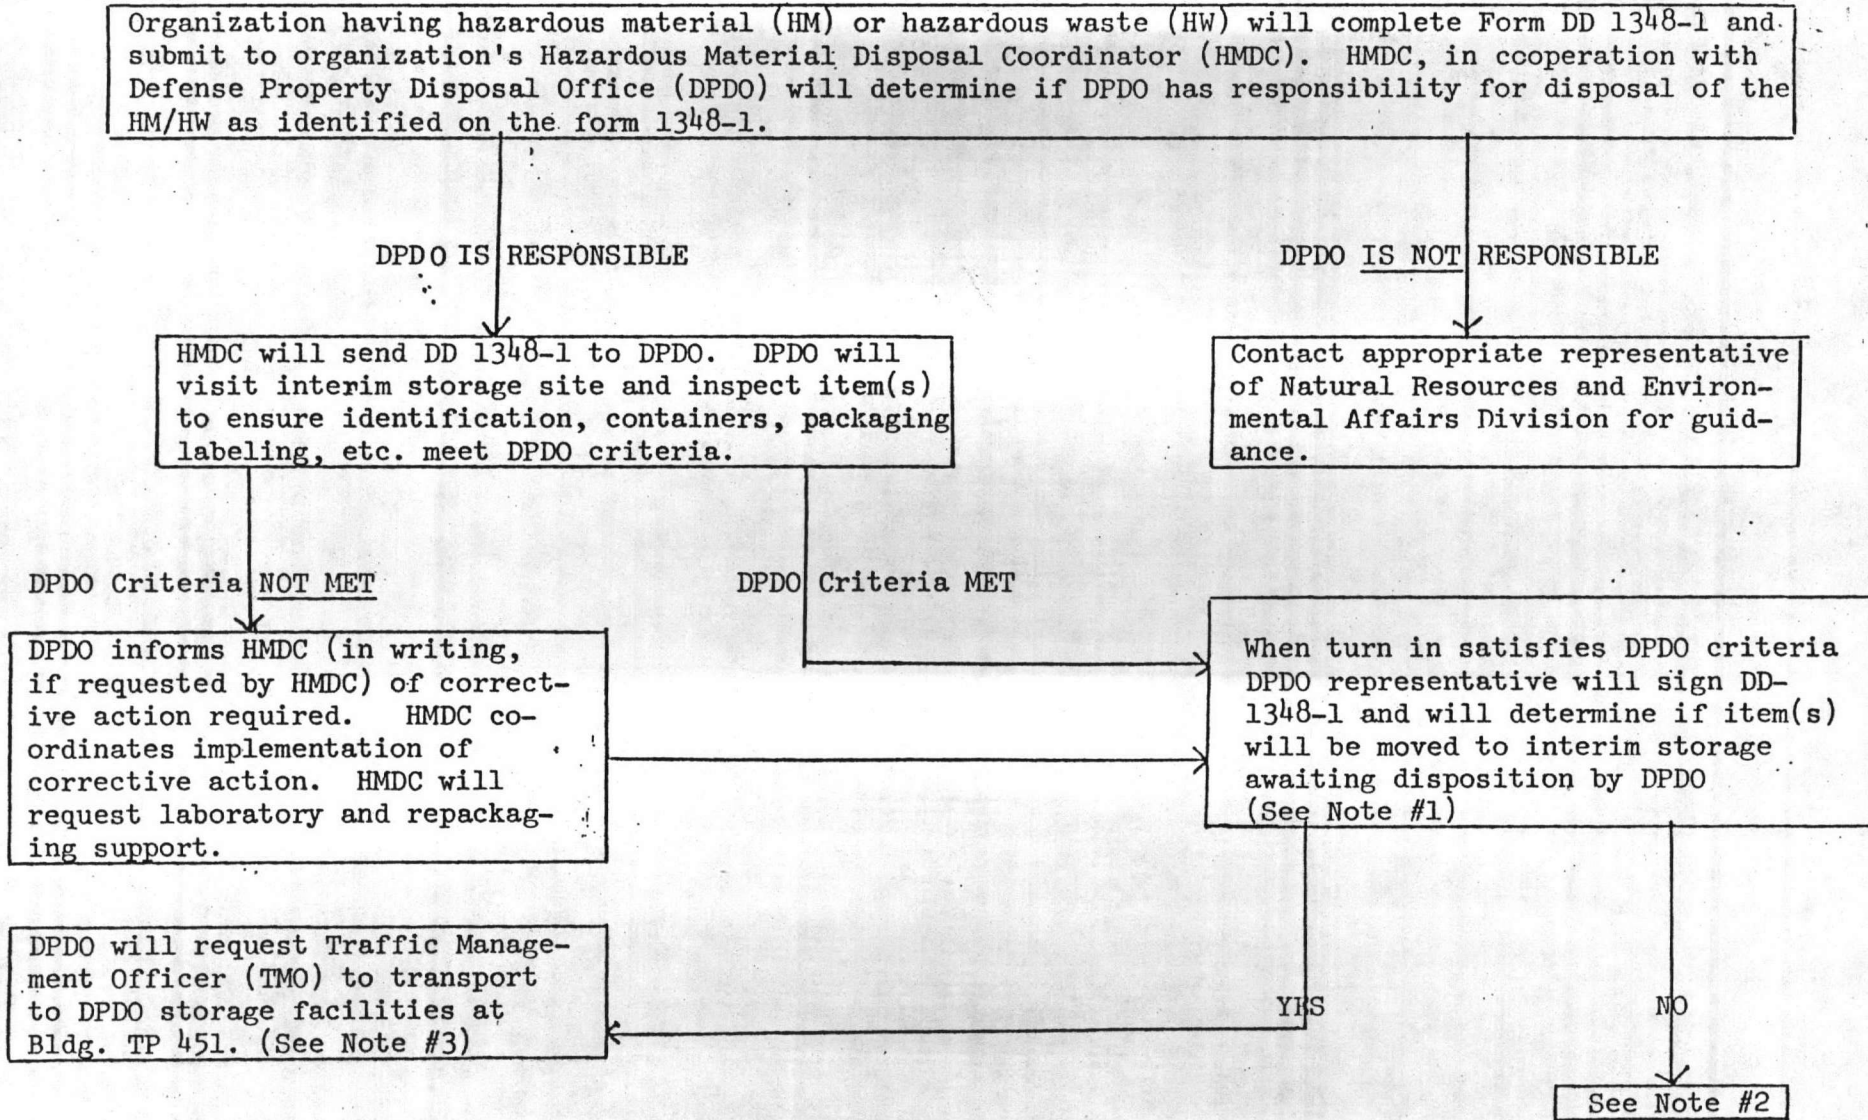 Organization having hazardous material (HM) or hazardous waste (HW) will complete Form DD 1348-1 and
submit to organization's Hazardous Material Disposal Coordinator (HMDC). HMDC, in cooperation with
Defense Property Disposal Office (DPDO) will determine if DPDO has responsibility for disposal of the
HM/HW as identified on the form 1348-1.
DPDO IS RESPONSIBLE
DPDO IS NOT RESPONSIBLE
HMDC will send DD 1348-1 to DPDO. DPDO will
visit interim storage site and inspect item(s)
to ensure identification, containers, packaging
labeling, etc. meet DPDO criteria.
Contact appropriate representative
of Natural Resources and Environ-
mental Affairs Division for guid-
ance.
DPDO Criteria NOT MET
DPDO Criteria MET
DPDO informs HMDC (in writing,
if requested by HMDC) of correct-
ive action required. HMDC co-
ordinates implementation of
corrective action. HMDC will
request laboratory and repackag-
ing support.
When turn in satisfies DPDO criteria
DPDO representative will sign DD-
1348-1 and will determine if item(s)
will be moved to interim storage
awaiting disposition by DPDO
(See Note #1)
DPDO will request Traffic Manage-
ment Officer (TMO) to transport
to DPDO storage facilities at
Bldg. TP 451. (See Note #3)
YES
NO
See Note #2